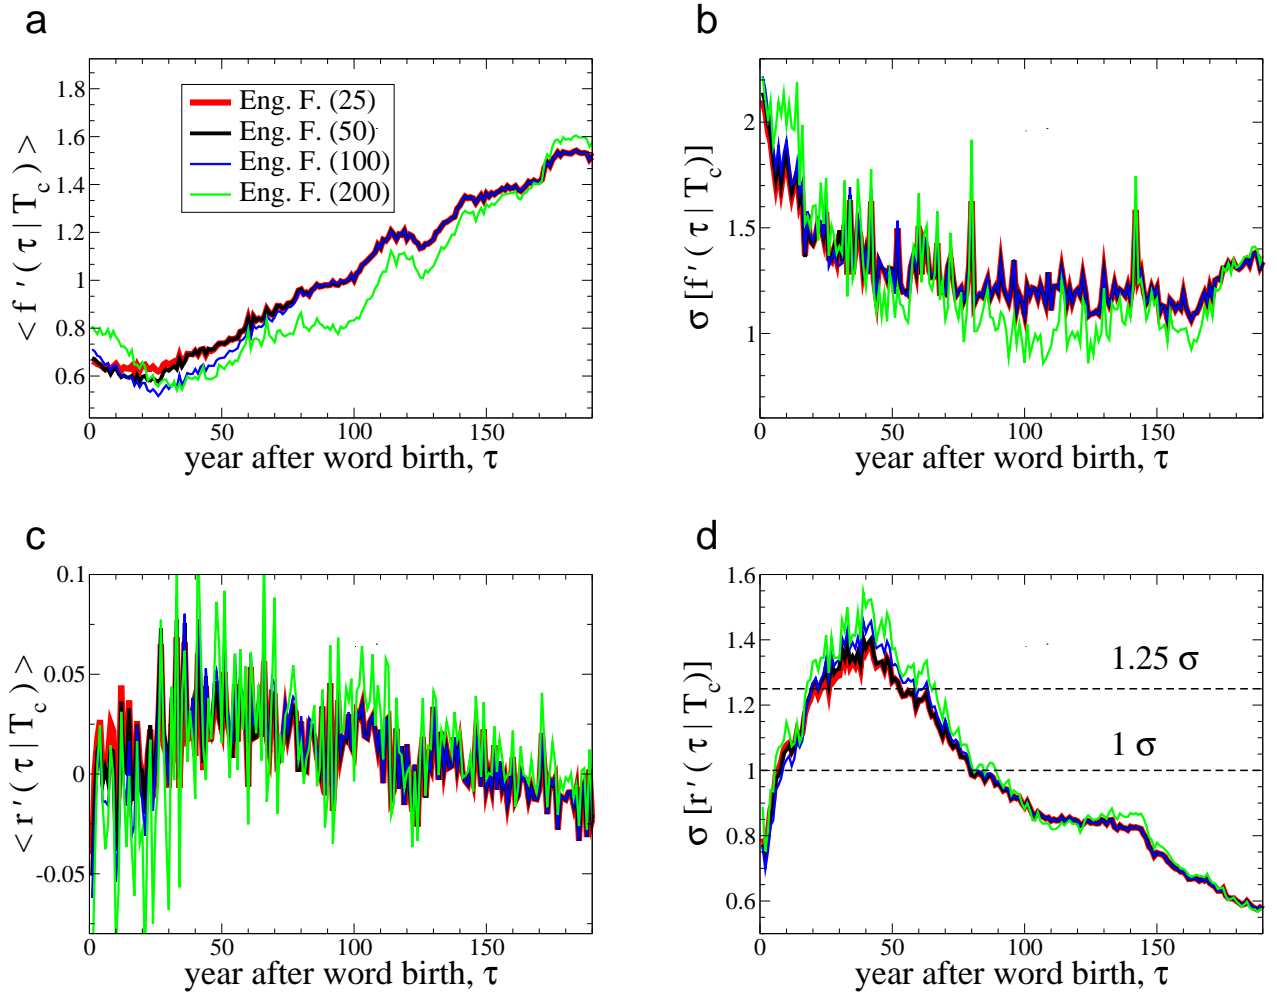 a
< f ' ( τ | T_c ) >
1.8
1.6
1.4
1.2
1
0.8
0.6
Eng. F. (25)
Eng. F. (50)
Eng. F. (100)
Eng. F. (200)
0 50 100 150
year after word birth, τ
b
σ [f ' ( τ | T_c )]
2
1.5
1
0 50 100 150
year after word birth, τ
c
< r ' ( τ | T_c ) >
0.1
0.05
0
-0.05
0 50 100 150
year after word birth, τ
d
σ [r ' ( τ | T_c )]
1.6
1.4
1.2
1
0.8
0.6
1.25 σ
1 σ
0 50 100 150
year after word birth, τ